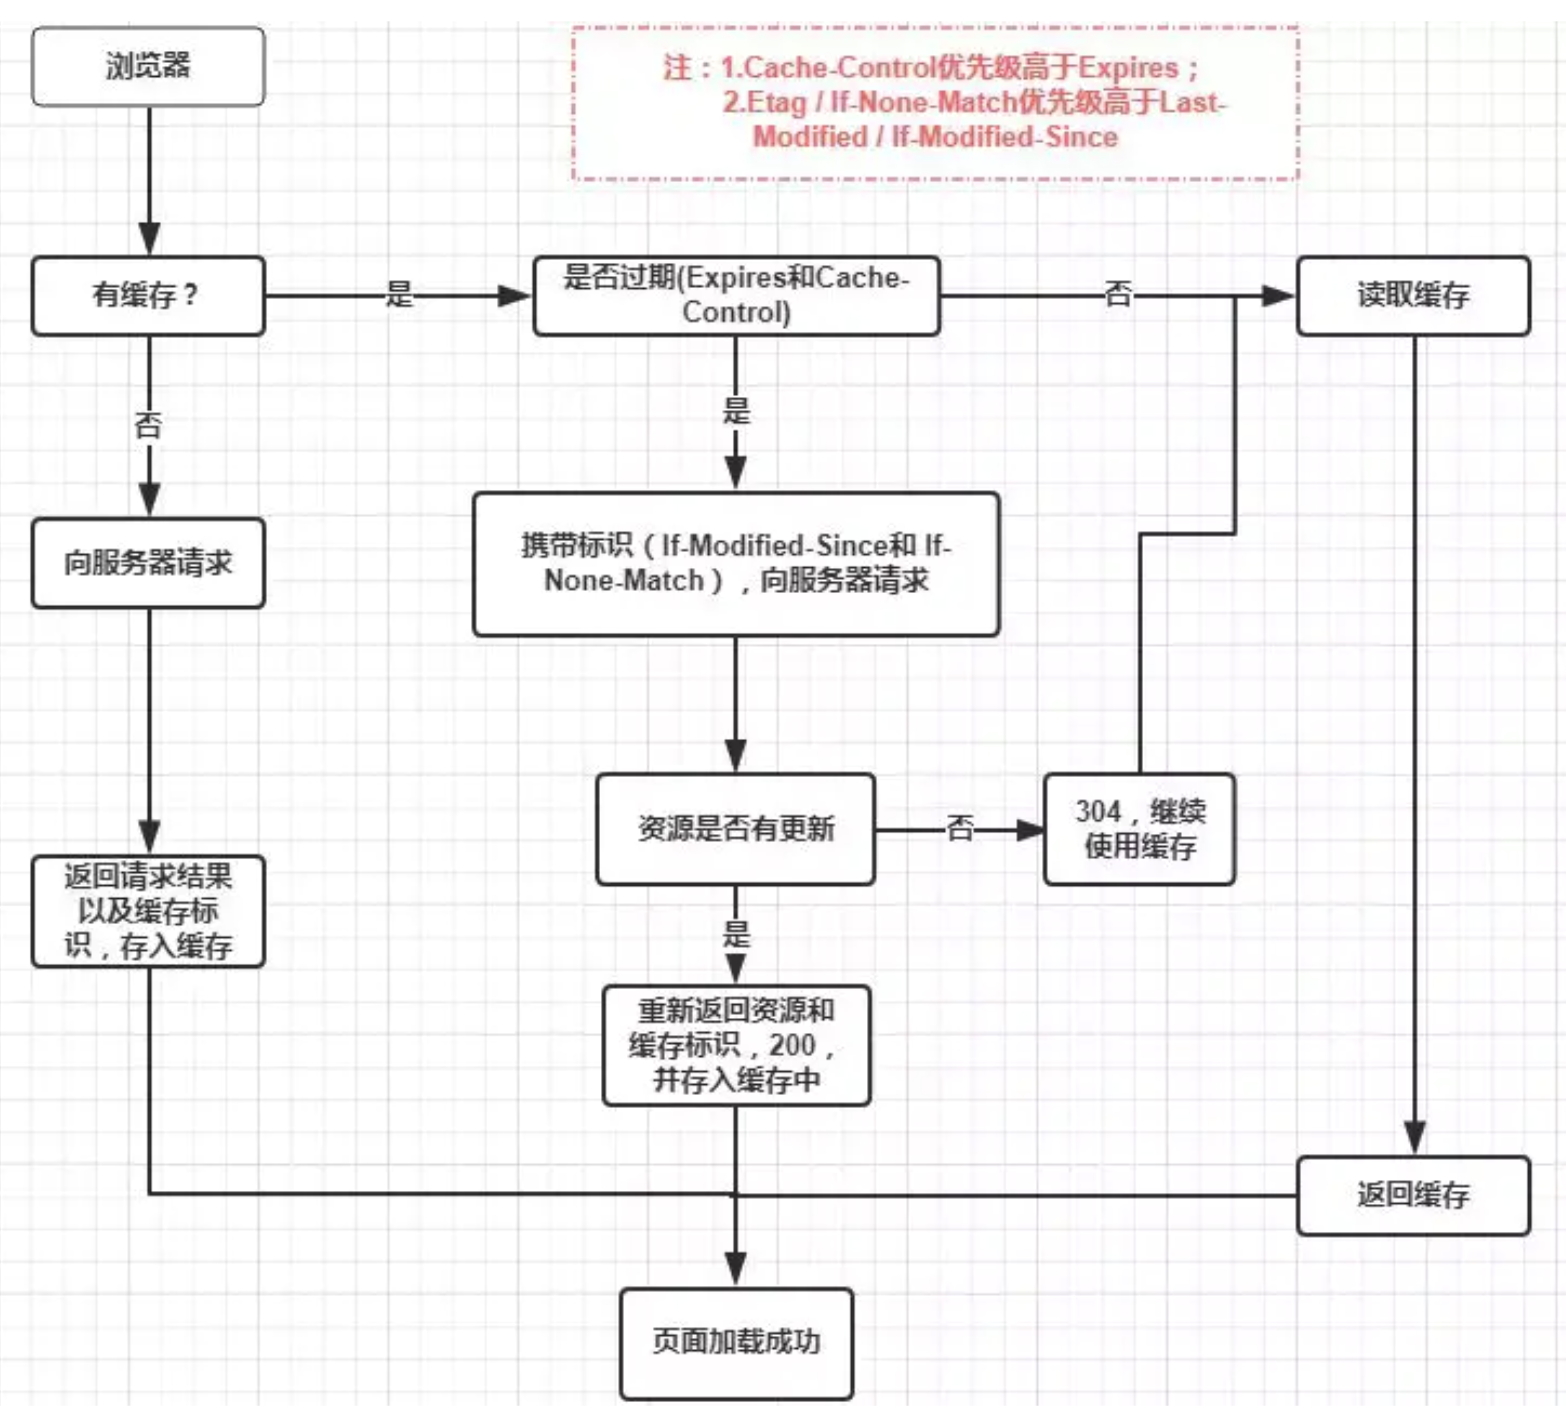 浏览器
注：1.Cache-Control优先级高于Expires；
2.Etag / If-None-Match优先级高于Last-
Modified / If-Modified-Since
有缓存？
是
是否过期(Expires和Cache-
Control)
否
读取缓存
否
是
向服务器请求
携带标识（If-Modified-Since和 If-
None-Match），向服务器请求
资源是否有更新
否
304，继续
使用缓存
返回请求结果
以及缓存标
识，存入缓存
是
重新返回资源和
缓存标识，200，
并存入缓存中
返回缓存
页面加载成功